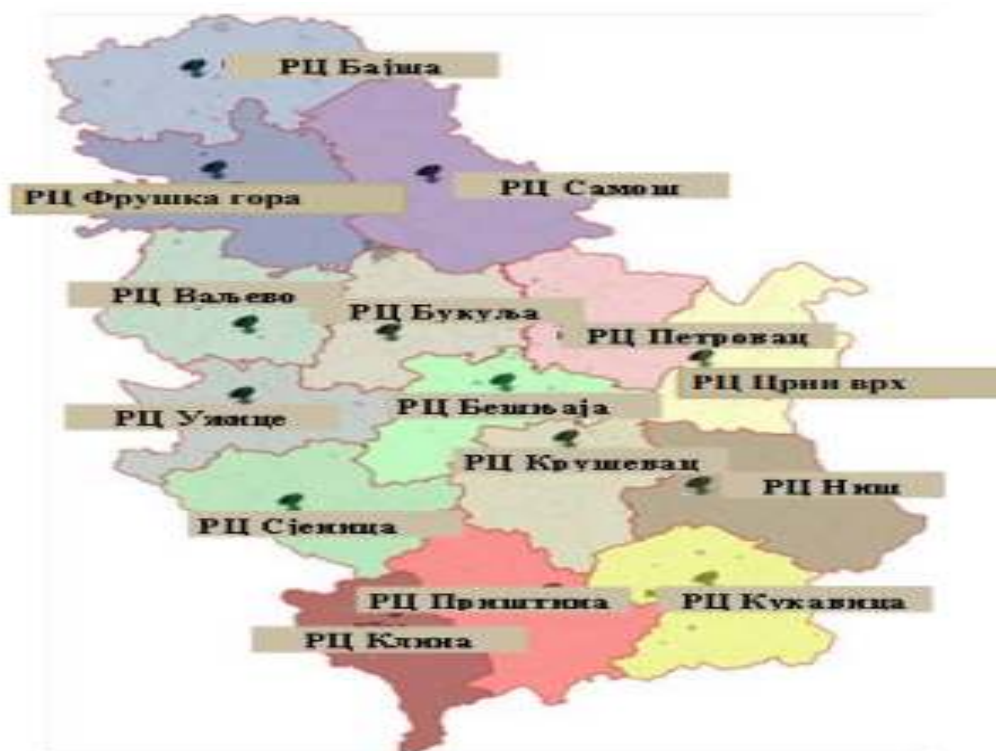 РЦ Бајша
РЦ Самош
РЦ Фрушка гора
РЦ Ваљево
РЦ Букуља
РЦ Петровац
РЦ Црни врх
РЦ Бешњаја
РЦ Ужице
РЦ Крушевац
РЦ Ниш
РЦ Сјеница
РЦ Приштина
РЦ Кукавица
РЦ Клина